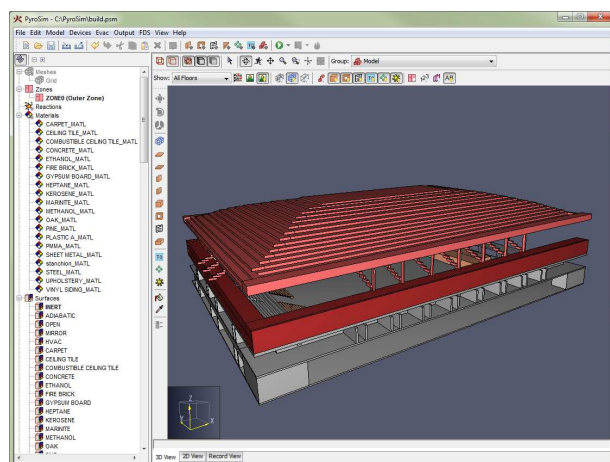 PyroSim - C:\PyroSim\build.psm
File Edit Model Devices Evac Output FDS View Help
Group: Model
Show: All Floors
Meshes
Grid
Zones
ZONE0 (Outer Zone)
Reactions
Materials
CARPET_MATL
CEILING TILE_MATL
COMBUSTIBLE CEILING TILE_MATL
CONCRETE_MATL
ETHANOL_MATL
FIRE BRICK_MATL
GYPSUM BOARD_MATL
HEPTANE_MATL
KEROSENE_MATL
MARINITE_MATL
METHANOL_MATL
OAK_MATL
PINE_MATL
PLASTIC A_MATL
PMMA_MATL
SHEET METAL_MATL
stanchion_MATL
STEEL_MATL
UPHOLSTERY_MATL
VINYL SIDING_MATL
Surfaces
INERT
ADIABATIC
OPEN
MIRROR
HVAC
CARPET
CEILING TILE
COMBUSTIBLE CEILING TILE
CONCRETE
ETHANOL
FIRE BRICK
GYPSUM BOARD
HEPTANE
KEROSENE
MARINITE
METHANOL
OAK
Z
Y
X
3D View 2D View Record View